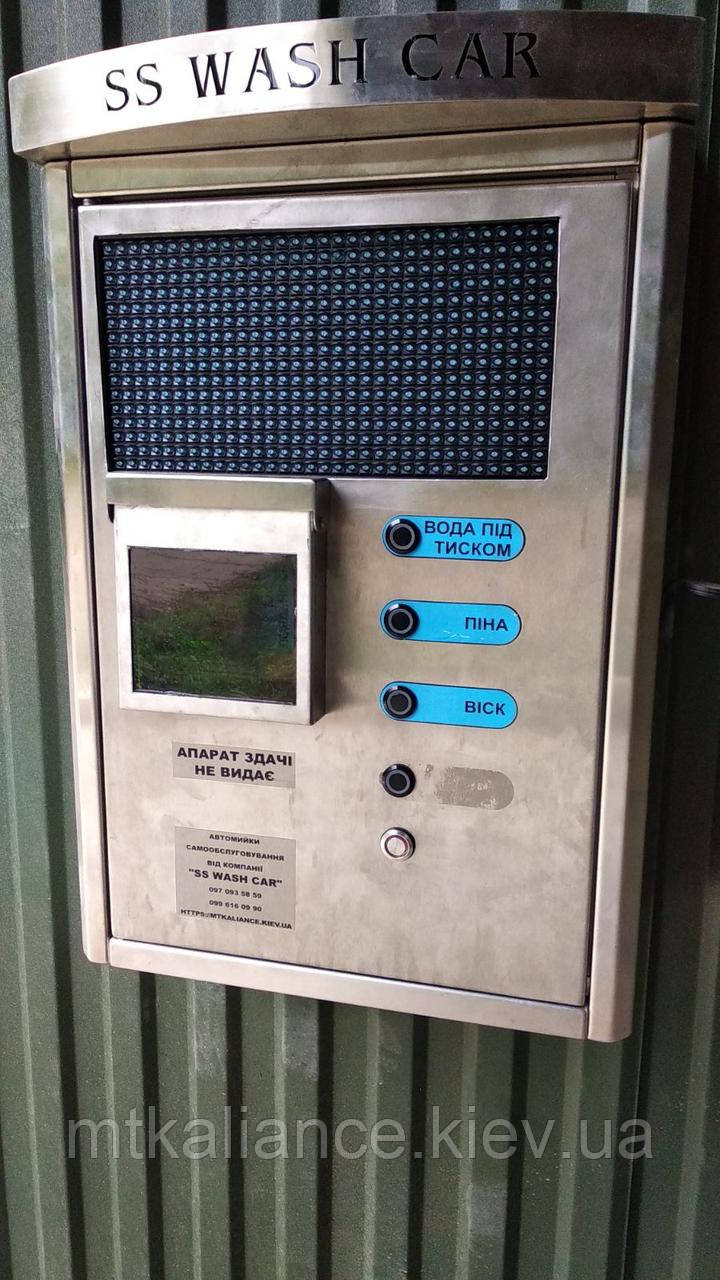 SS WASH CAR
ВОДА ПІД
ТИСКОМ
ПІНА
ВІСК
АПАРАТ ЗДАЧІ
НЕ ВИДАЄ
АВТОМИЙКИ
САМООБСЛУГОВУВАННЯ
ВІД КОМПАНІЇ
"SS WASH CAR"
097 093 58 59
099 616 09 90
HTTPS://MTKALIANCE.KIEV.UA
mtkaliance.kiev.ua